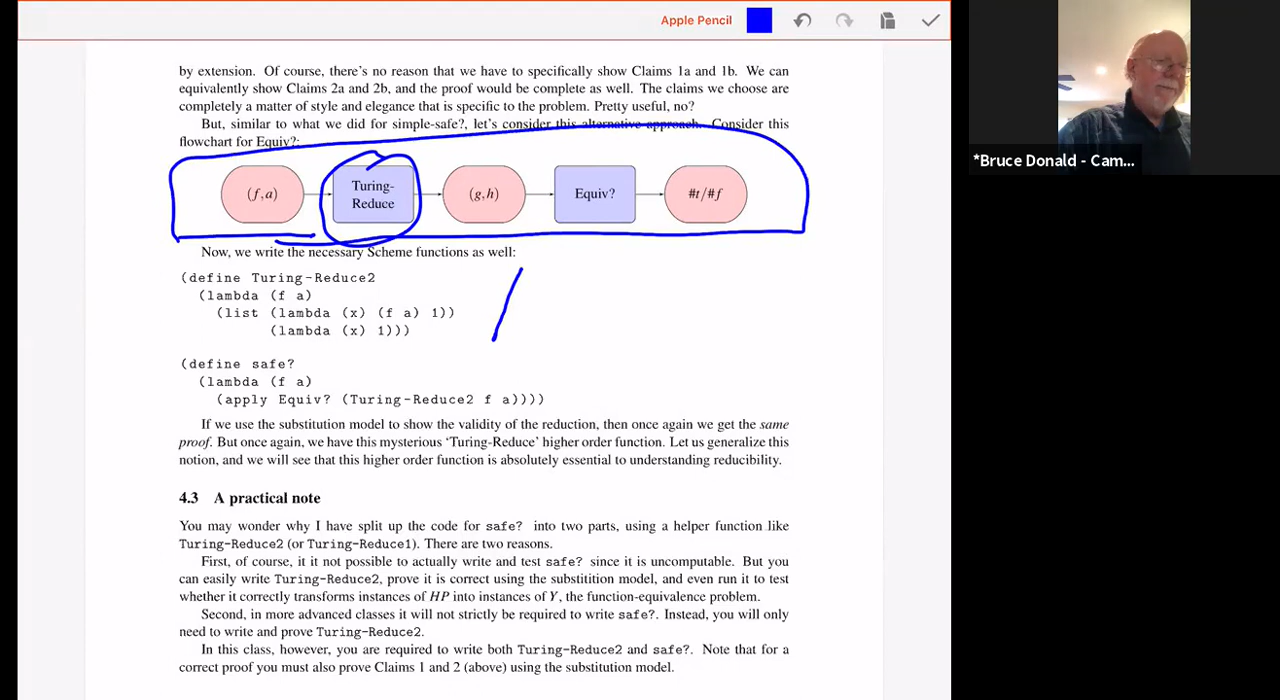 Apple Pencil
by extension. Of course, there's no reason that we have to specifically show Claims 1a and 1b. We can
equivalently show Claims 2a and 2b, and the proof would be complete as well. The claims we choose are
completely a matter of style and elegance that is specific to the problem. Pretty useful, no?
But, similar to what we did for simple-safe?, let's consider this alternative approach. Consider this
flowchart for Equiv?:
(f,a)
Turing-
Reduce
(g,h)
Equiv?
#t/#f
Now, we write the necessary Scheme functions as well:
(define Turing-Reduce2
(lambda (f a)
(list (lambda (x) (f a) 1))
(lambda (x) 1)))
(define safe?
(lambda (f a)
(apply Equiv? (Turing-Reduce2 f a))))
If we use the substitution model to show the validity of the reduction, then once again we get the same
proof. But once again, we have this mysterious 'Turing-Reduce' higher order function. Let us generalize this
notion, and we will see that this higher order function is absolutely essential to understanding reducibility.
4.3 A practical note
You may wonder why I have split up the code for safe? into two parts, using a helper function like
Turing-Reduce2 (or Turing-Reduce1). There are two reasons.
First, of course, it it not possible to actually write and test safe? since it is uncomputable. But you
can easily write Turing-Reduce2, prove it is correct using the substitition model, and even run it to test
whether it correctly transforms instances of HP into instances of Y, the function-equivalence problem.
Second, in more advanced classes it will not strictly be required to write safe?. Instead, you will only
need to write and prove Turing-Reduce2.
In this class, however, you are required to write both Turing-Reduce2 and safe?. Note that for a
correct proof you must also prove Claims 1 and 2 (above) using the substitution model.
*Bruce Donald - Cam...